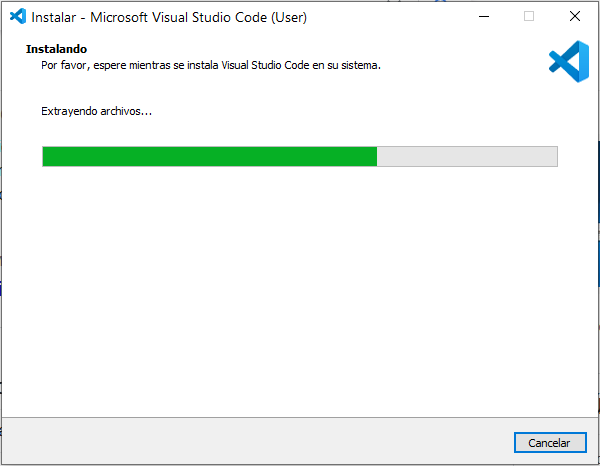 Instalar - Microsoft Visual Studio Code (User)
Instalando
Por favor, espere mientras se instala Visual Studio Code en su sistema.
Extrayendo archivos...
Cancelar